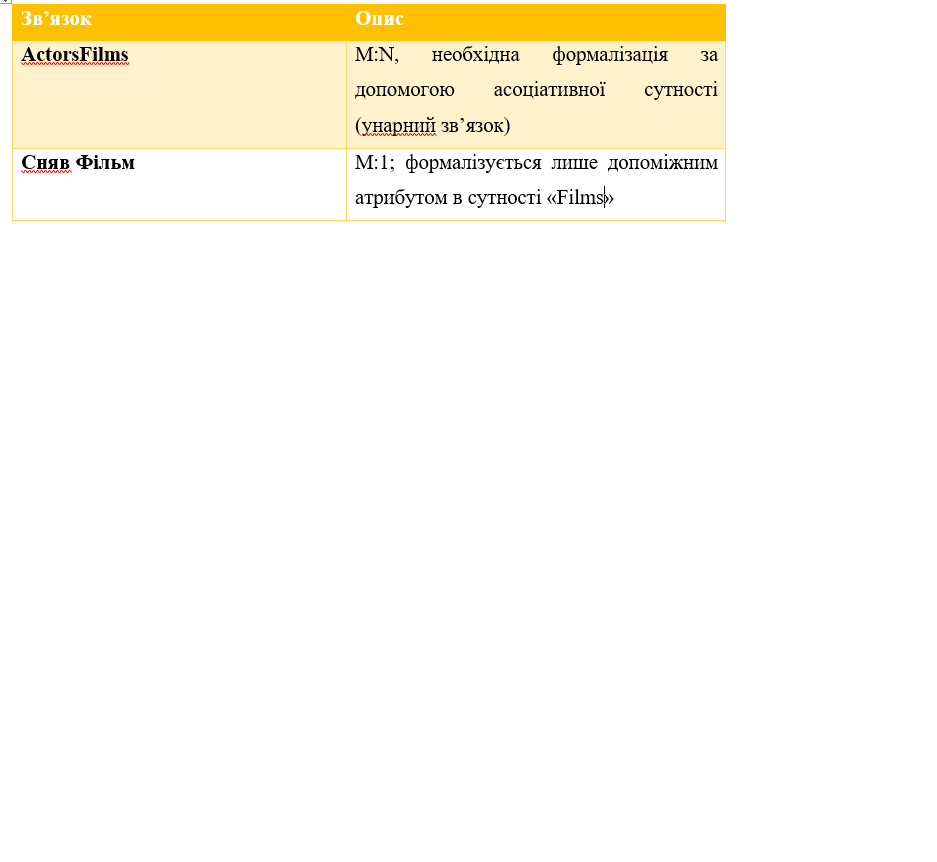 Зв’язок Опис
ActorsFilms M:N, необхідна формалізація за
допомогою асоціативної сутності
(унарний зв’язок)
Сняв Фільм М:1; формалізується лише допоміжним
атрибутом в сутності «Films»